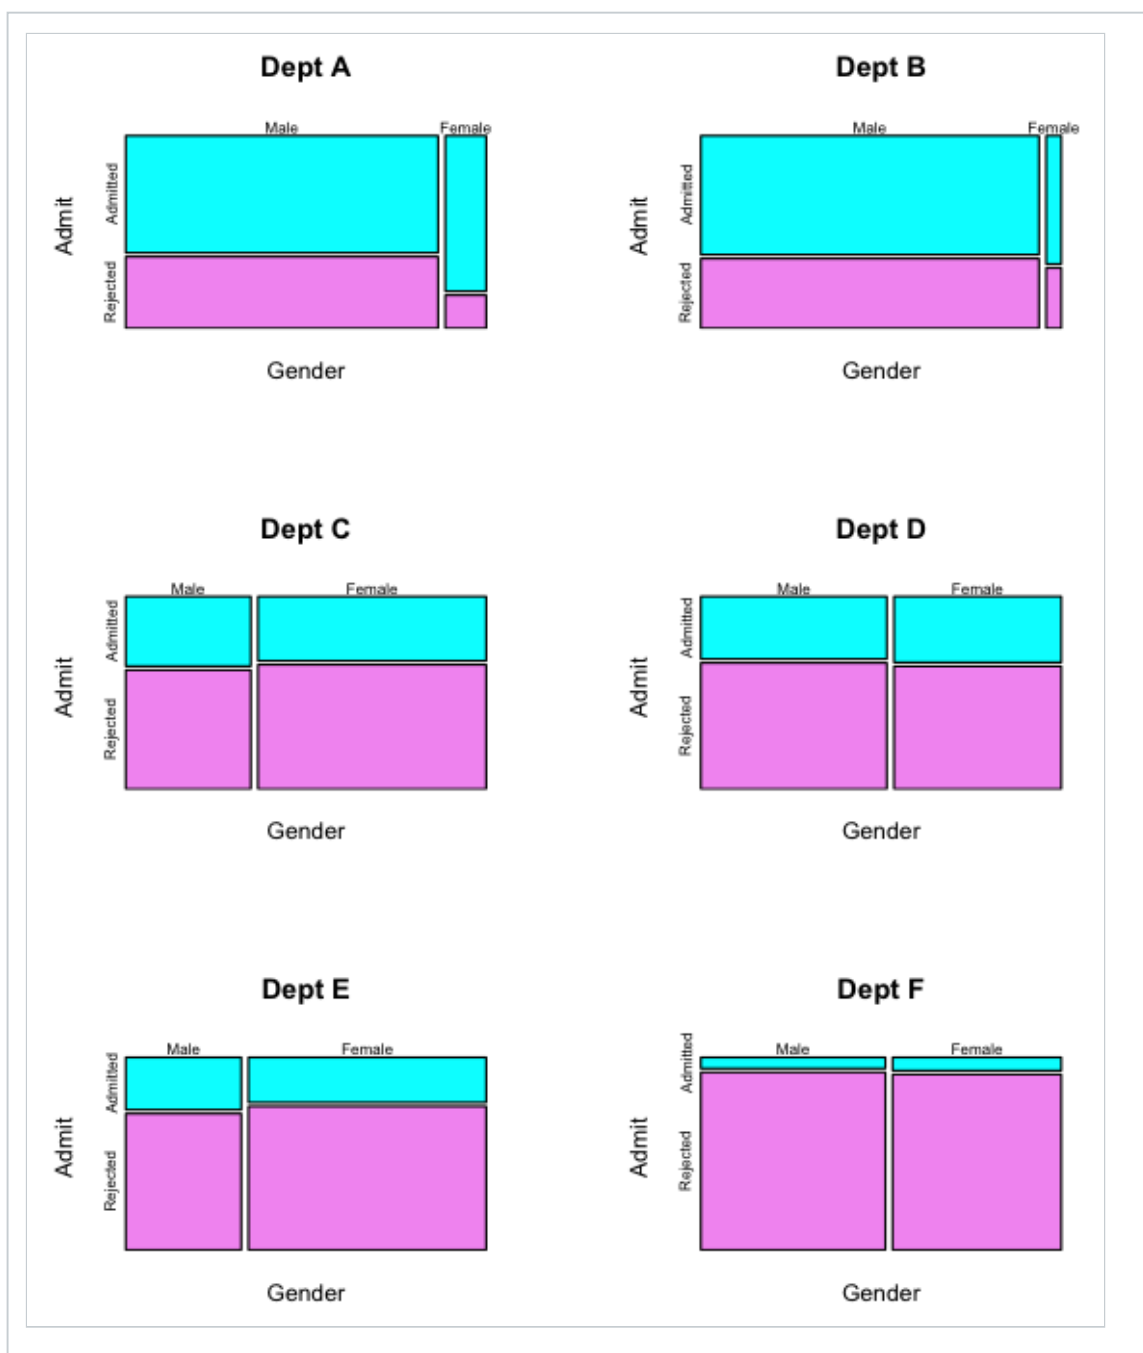 Dept A
Male Female
Admit
Admitted
Rejected
Gender
Dept B
Male Female
Admit
Admitted
Rejected
Gender
Dept C
Male Female
Admit
Admitted
Rejected
Gender
Dept D
Male Female
Admit
Admitted
Rejected
Gender
Dept E
Male Female
Admit
Admitted
Rejected
Gender
Dept F
Male Female
Admit
Admitted
Rejected
Gender